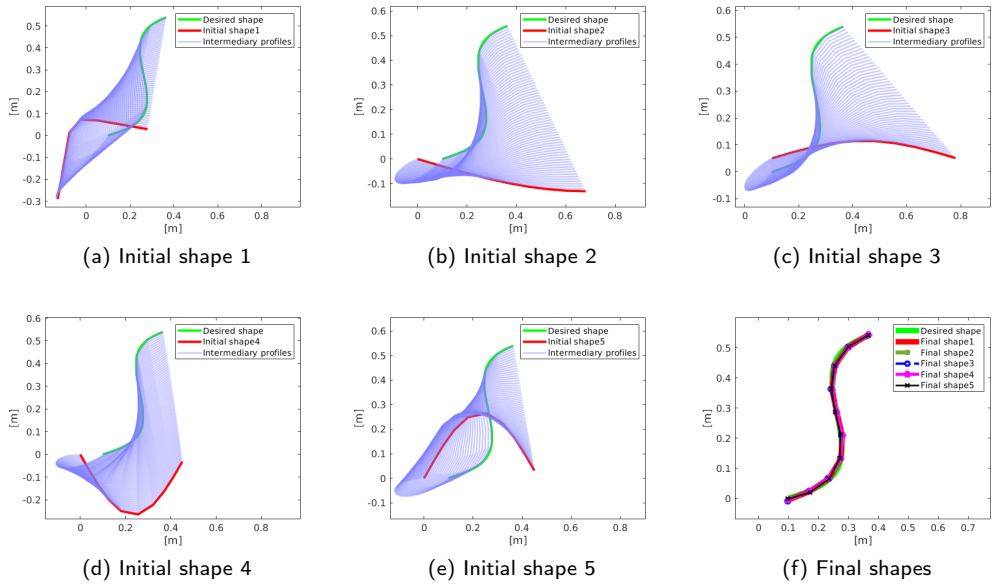 0.5
0.4
0.3
0.2
0.1
0
-0.1
-0.2
-0.3
[m]
0 0.2 0.4 0.6 0.8
[m]
Desired shape
Initial shape1
Intermediary profiles
(a) Initial shape 1
0.6
0.5
0.4
0.3
0.2
0.1
0
-0.1
[m]
0 0.2 0.4 0.6 0.8
[m]
Desired shape
Initial shape2
Intermediary profiles
(b) Initial shape 2
0.6
0.5
0.4
0.3
0.2
0.1
0
-0.1
[m]
0 0.2 0.4 0.6 0.8
[m]
Desired shape
Initial shape3
Intermediary profiles
(c) Initial shape 3
0.6
0.5
0.4
0.3
0.2
0.1
0
-0.1
-0.2
[m]
0 0.2 0.4 0.6 0.8
[m]
Desired shape
Initial shape4
Intermediary profiles
(d) Initial shape 4
0.6
0.5
0.4
0.3
0.2
0.1
0
-0.1
[m]
0 0.2 0.4 0.6 0.8
[m]
Desired shape
Initial shape5
Intermediary profiles
(e) Initial shape 5
0.6
0.5
0.4
0.3
0.2
0.1
0
[m]
0 0.1 0.2 0.3 0.4 0.5 0.6 0.7
[m]
Desired shape
Final shape1
Final shape2
Final shape3
Final shape4
Final shape5
(f) Final shapes